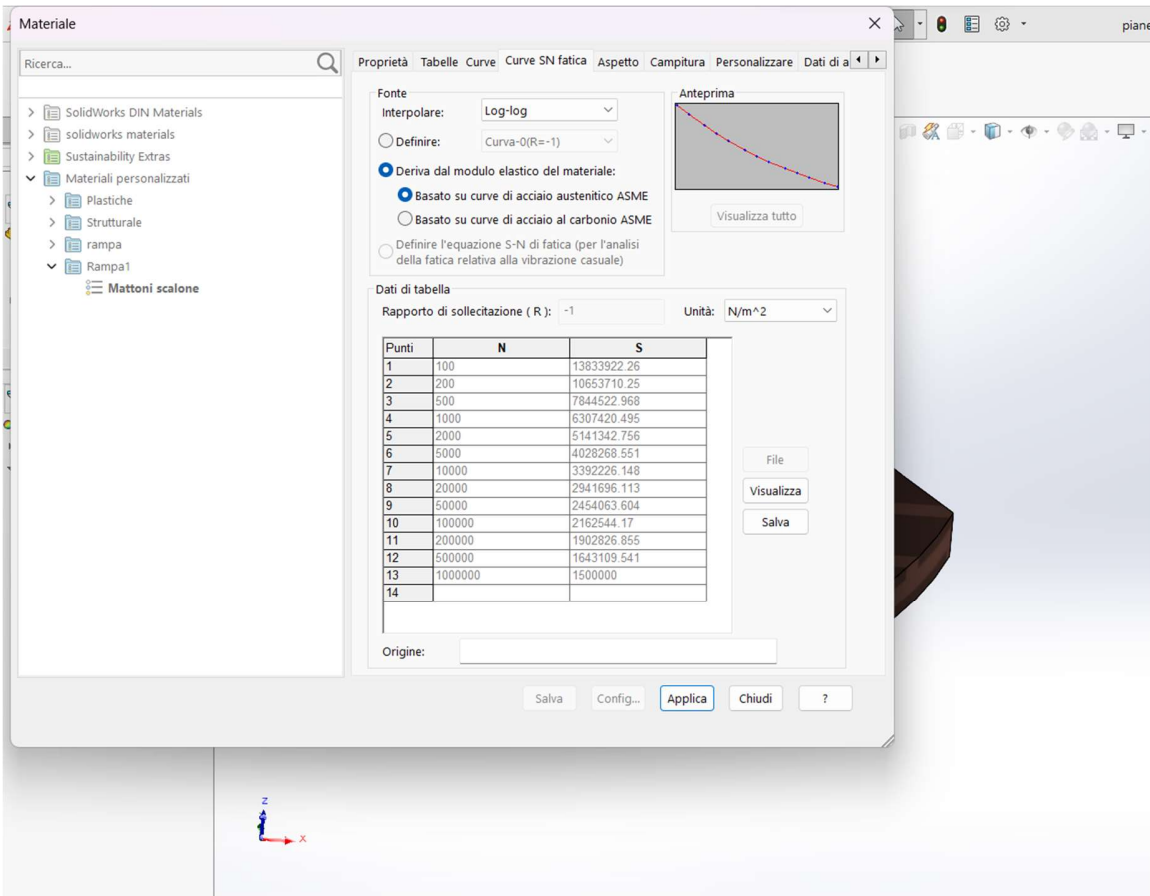 Materiale
piane
Ricerca...
SolidWorks DIN Materials
solidworks materials
Sustainability Extras
Materiali personalizzati
Plastiche
Strutturale
rampa
Rampa1
Mattoni scalone
Proprietà Tabelle Curve Curve SN fatica Aspetto Campitura Personalizzare Dati di a
Fonte
Interpolare: Log-log
Definire: Curva-0(R=-1)
Deriva dal modulo elastico del materiale:
Basato su curve di acciaio austenitico ASME
Basato su curve di acciaio al carbonio ASME
Definire l'equazione S-N di fatica (per l'analisi
della fatica relativa alla vibrazione casuale)
Anteprima
Visualizza tutto
Dati di tabella
Rapporto di sollecitazione ( R ): -1 Unità: N/m^2
Punti N S
1 100 13833922.26
2 200 10653710.25
3 500 7844522.968
4 1000 6307420.495
5 2000 5141342.756
6 5000 4028268.551
7 10000 3392226.148
8 20000 2941696.113
9 50000 2454063.604
10 100000 2162544.17
11 200000 1902826.855
12 500000 1643109.541
13 1000000 1500000
14
File
Visualizza
Salva
Origine:
Salva Config... Applica Chiudi ?
z
x